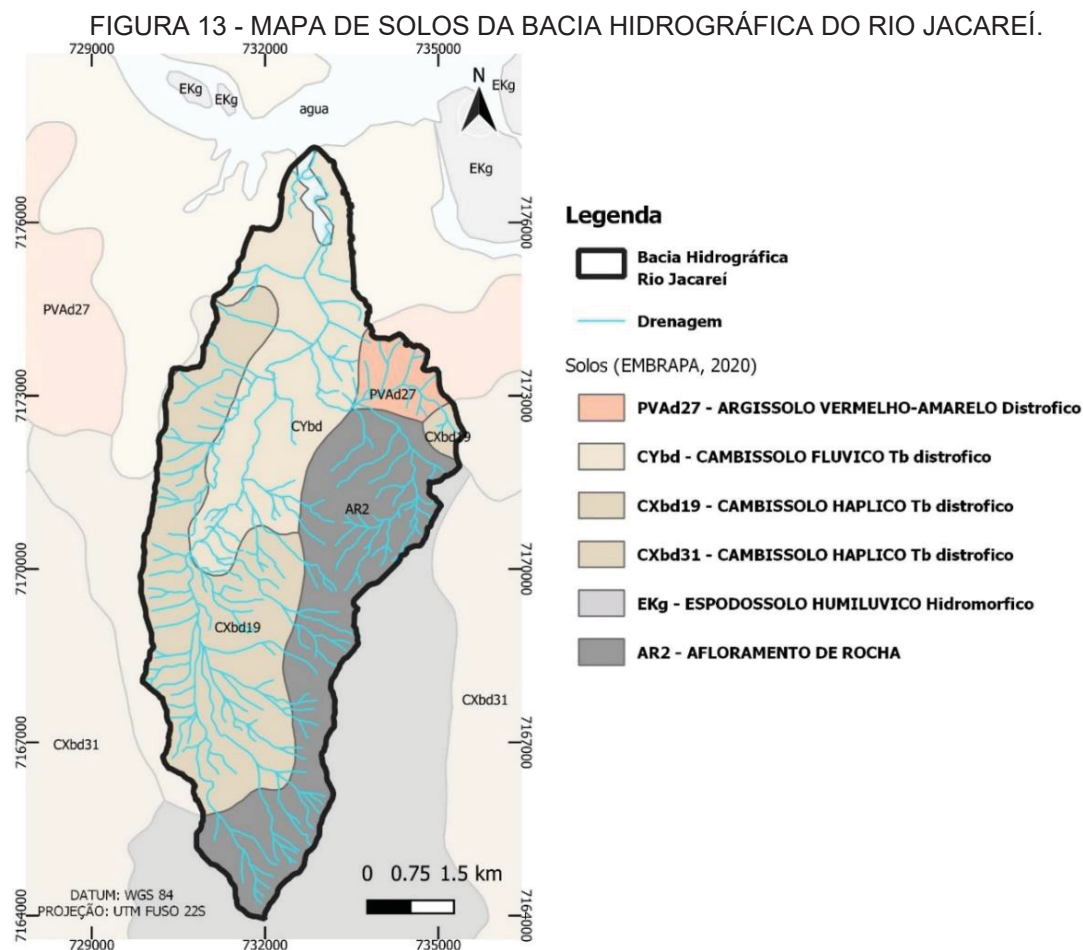 FIGURA 13 - MAPA DE SOLOS DA BACIA HIDROGRÁFICA DO RIO JACAREÍ.
729000 732000 735000
EKg
EKg
agua
N
EKg
EKg
7176000
7176000
PVAd27
7173000
7173000
PVAd27
CYbd
CXbd19
AR2
7170000
7170000
CXbd19
CXbd31
CXbd31
7167000
7167000
0 0.75 1.5 km
DATUM: WGS 84
PROJEÇÃO: UTM FUSO 22S
7164000
7164000
729000 732000 735000
Legenda
Bacia Hidrográfica
Rio Jacareí
Drenagem
Solos (EMBRAPA, 2020)
PVAd27 - ARGISSOLO VERMELHO-AMARELO Distrofico
CYbd - CAMBISSOLO FLUVICO Tb distrofico
CXbd19 - CAMBISSOLO HAPLICO Tb distrofico
CXbd31 - CAMBISSOLO HAPLICO Tb distrofico
EKg - ESPODOSSOLO HUMILUVICO Hidromorfico
AR2 - AFLORAMENTO DE ROCHA